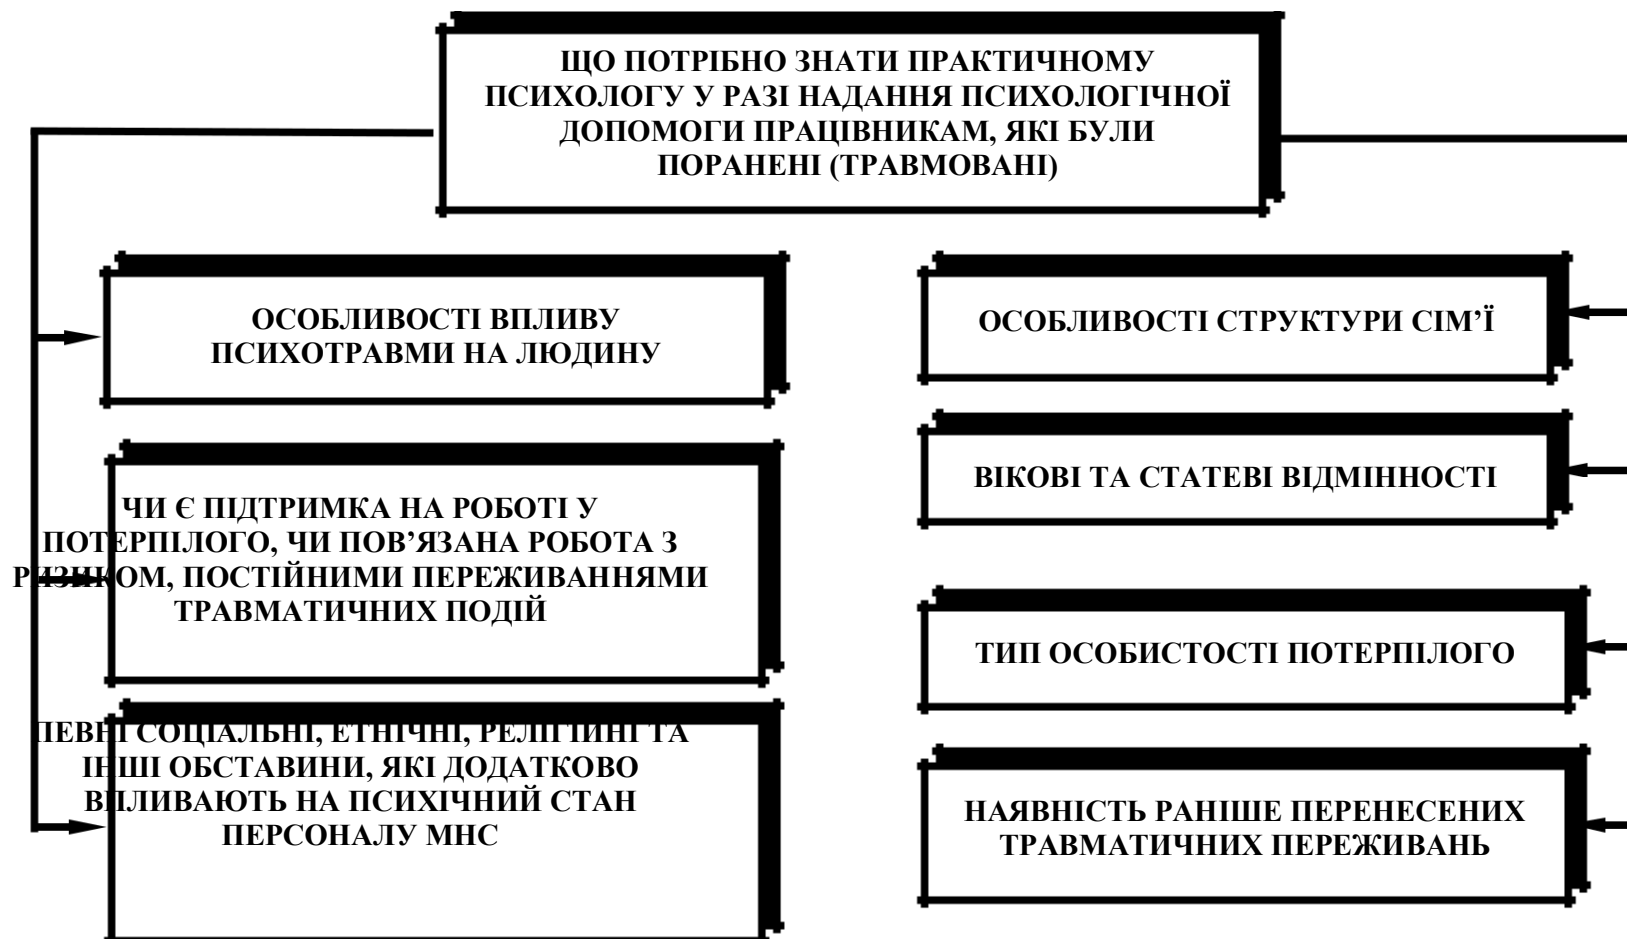 ЩО ПОТРІБНО ЗНАТИ ПРАКТИЧНОМУ
ПСИХОЛОГУ У РАЗІ НАДАННЯ ПСИХОЛОГІЧНОЇ
ДОПОМОГИ ПРАЦІВНИКАМ, ЯКІ БУЛИ
ПОРАНЕНІ (ТРАВМОВАНІ)
ОСОБЛИВОСТІ ВПЛИВУ
ПСИХОТРАВМИ НА ЛЮДИНУ
ЧИ Є ПІДТРИМКА НА РОБОТІ У
ПОТЕРПІЛОГО, ЧИ ПОВ’ЯЗАНА РОБОТА З
РИЗИКОМ, ПОСТІЙНИМИ ПЕРЕЖИВАННЯМИ
ТРАВМАТИЧНИХ ПОДІЙ
ПЕВНІ СОЦІАЛЬНІ, ЕТНІЧНІ, РЕЛІГІЙНІ ТА
ІНШІ ОБСТАВИНИ, ЯКІ ДОДАТКОВО
ВПЛИВАЮТЬ НА ПСИХІЧНИЙ СТАН
ПЕРСОНАЛУ МНС
ОСОБЛИВОСТІ СТРУКТУРИ СІМ’Ї
ВІКОВІ ТА СТАТЕВІ ВІДМІННОСТІ
ТИП ОСОБИСТОСТІ ПОТЕРПІЛОГО
НАЯВНІСТЬ РАНІШЕ ПЕРЕНЕСЕНИХ
ТРАВМАТИЧНИХ ПЕРЕЖИВАНЬ